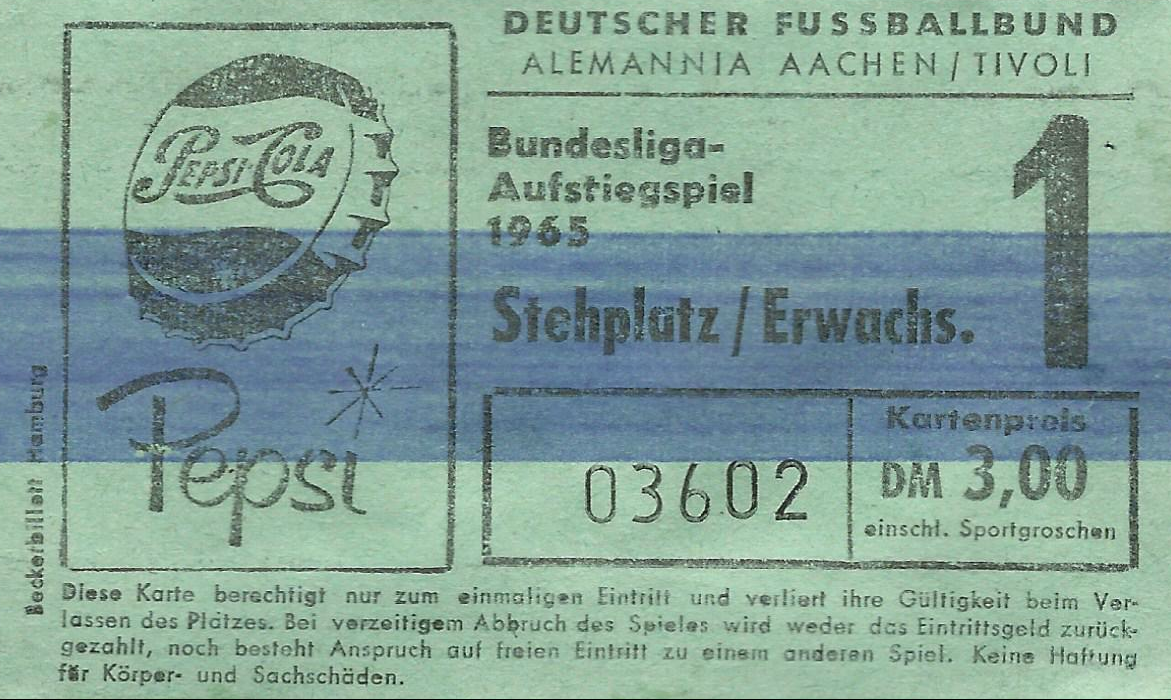 DEUTSCHER FUSSBALLBUND
ALEMANNIA AACHEN / TIVOLI
PEPSI-COLA
Pepsi
Bundesliga-
Aufstiegspiel
1965
1
Stehplatz / Erwachs.
03602
Kartenpreis
DM 3,00
einschl. Sportgroschen
Beckerbillett Hamburg
Diese Karte berechtigt nur zum einmaligen Eintritt und verliert ihre Gültigkeit beim Ver-
lassen des Platzes. Bei vorzeitigem Abbruch des Spieles wird weder das Eintrittsgeld zurück-
gezahlt, noch besteht Anspruch auf freien Eintritt zu einem anderen Spiel. Keine Haftung
für Körper- und Sachschäden.